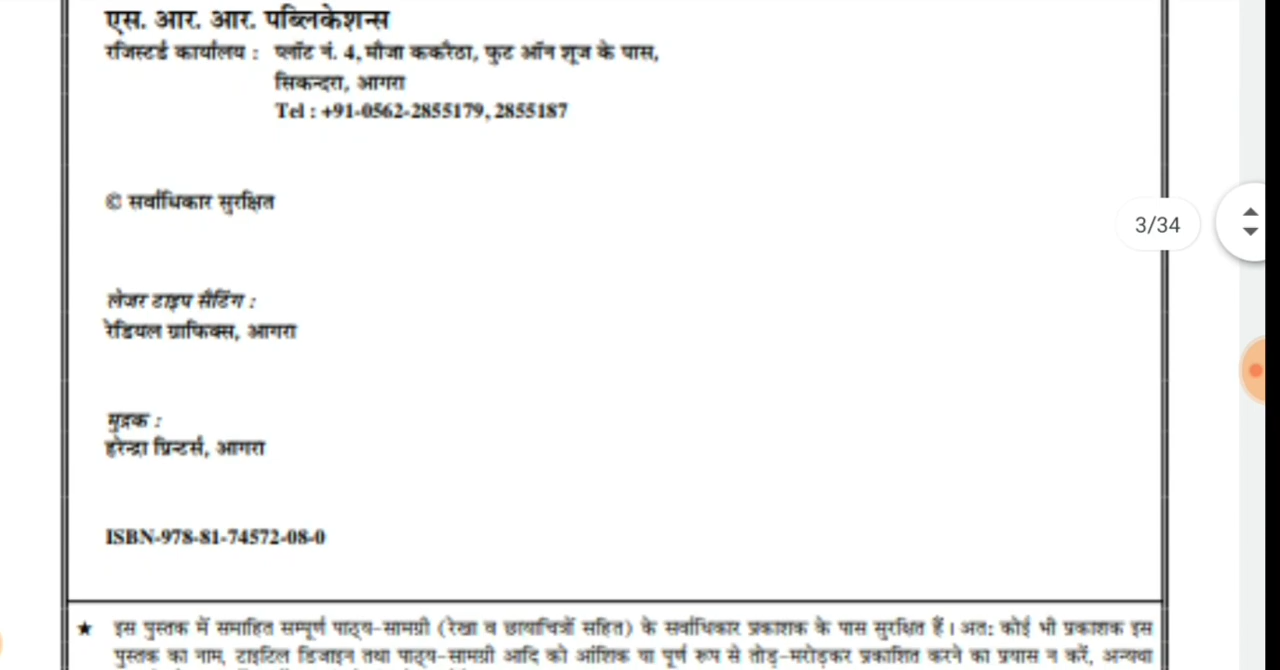 एस. आर. आर. पब्लिकेशन्स
रजिस्टर्ड कार्यालय : प्लॉट नं. 4, मौजा ककरैठा, फुट ऑन शूज के पास,
सिकन्दरा, आगरा
Tel : +91-0562-2855179, 2855187
© सर्वाधिकार सुरक्षित
3/34
लेजर टाइप सैटिंग :
रेडियल ग्राफिक्स, आगरा
मुद्रक :
हरेन्द्रा प्रिन्टर्स, आगरा
ISBN-978-81-74572-08-0
★ इस पुस्तक में समाहित सम्पूर्ण पाठ्य-सामग्री (रेखा व छायाचित्रों सहित) के सर्वाधिकार प्रकाशक के पास सुरक्षित हैं। अत: कोई भी प्रकाशक इस
पुस्तक का नाम, टाइटिल डिजाइन तथा पाठ्य-सामग्री आदि को आंशिक या पूर्ण रूप से तोड़-मरोड़कर प्रकाशित करने का प्रयास न करें, अन्यथा